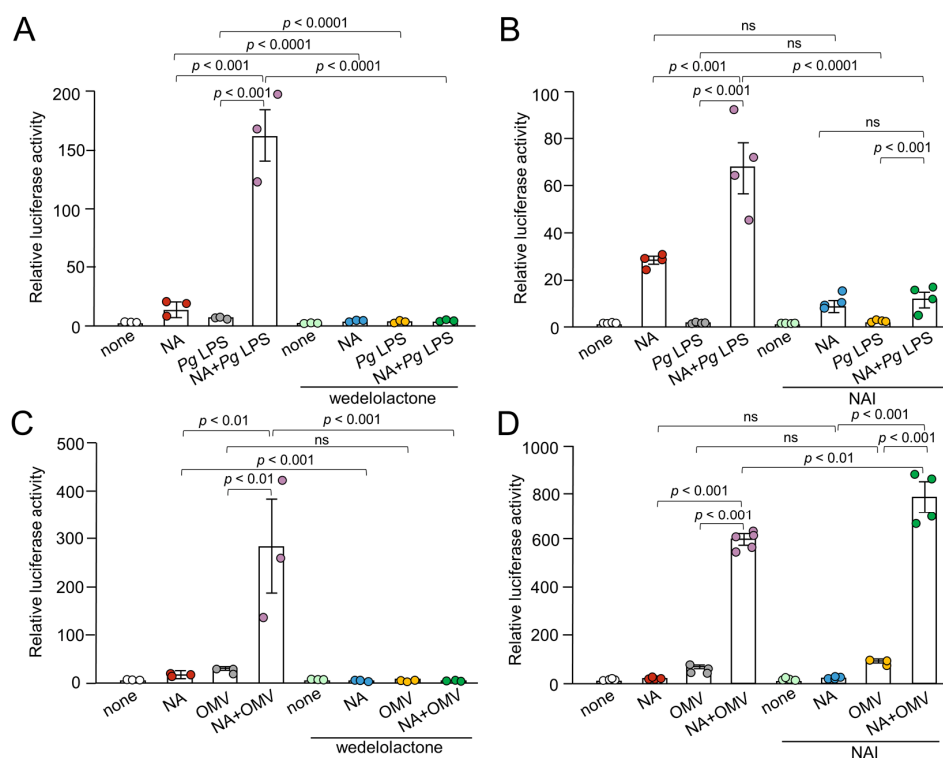 A
p < 0.0001
p < 0.0001
p < 0.001
p < 0.0001
p < 0.001
Relative luciferase activity
200
150
100
50
0
none
NA
Pg LPS
NA+Pg LPS
none
NA
Pg LPS
NA+Pg LPS
wedelolactone
B
ns
ns
p < 0.001
p < 0.0001
p < 0.001
ns
p < 0.001
Relative luciferase activity
100
80
60
40
20
0
none
NA
Pg LPS
NA+Pg LPS
none
NA
Pg LPS
NA+Pg LPS
NAI
C
p < 0.01
p < 0.001
ns
p < 0.001
p < 0.01
Relative luciferase activity
500
400
300
200
100
0
none
NA
OMV
NA+OMV
none
NA
OMV
NA+OMV
wedelolactone
D
ns
p < 0.001
ns
p < 0.001
p < 0.01
p < 0.001
p < 0.001
Relative luciferase activity
1000
800
600
400
200
0
none
NA
OMV
NA+OMV
none
NA
OMV
NA+OMV
NAI